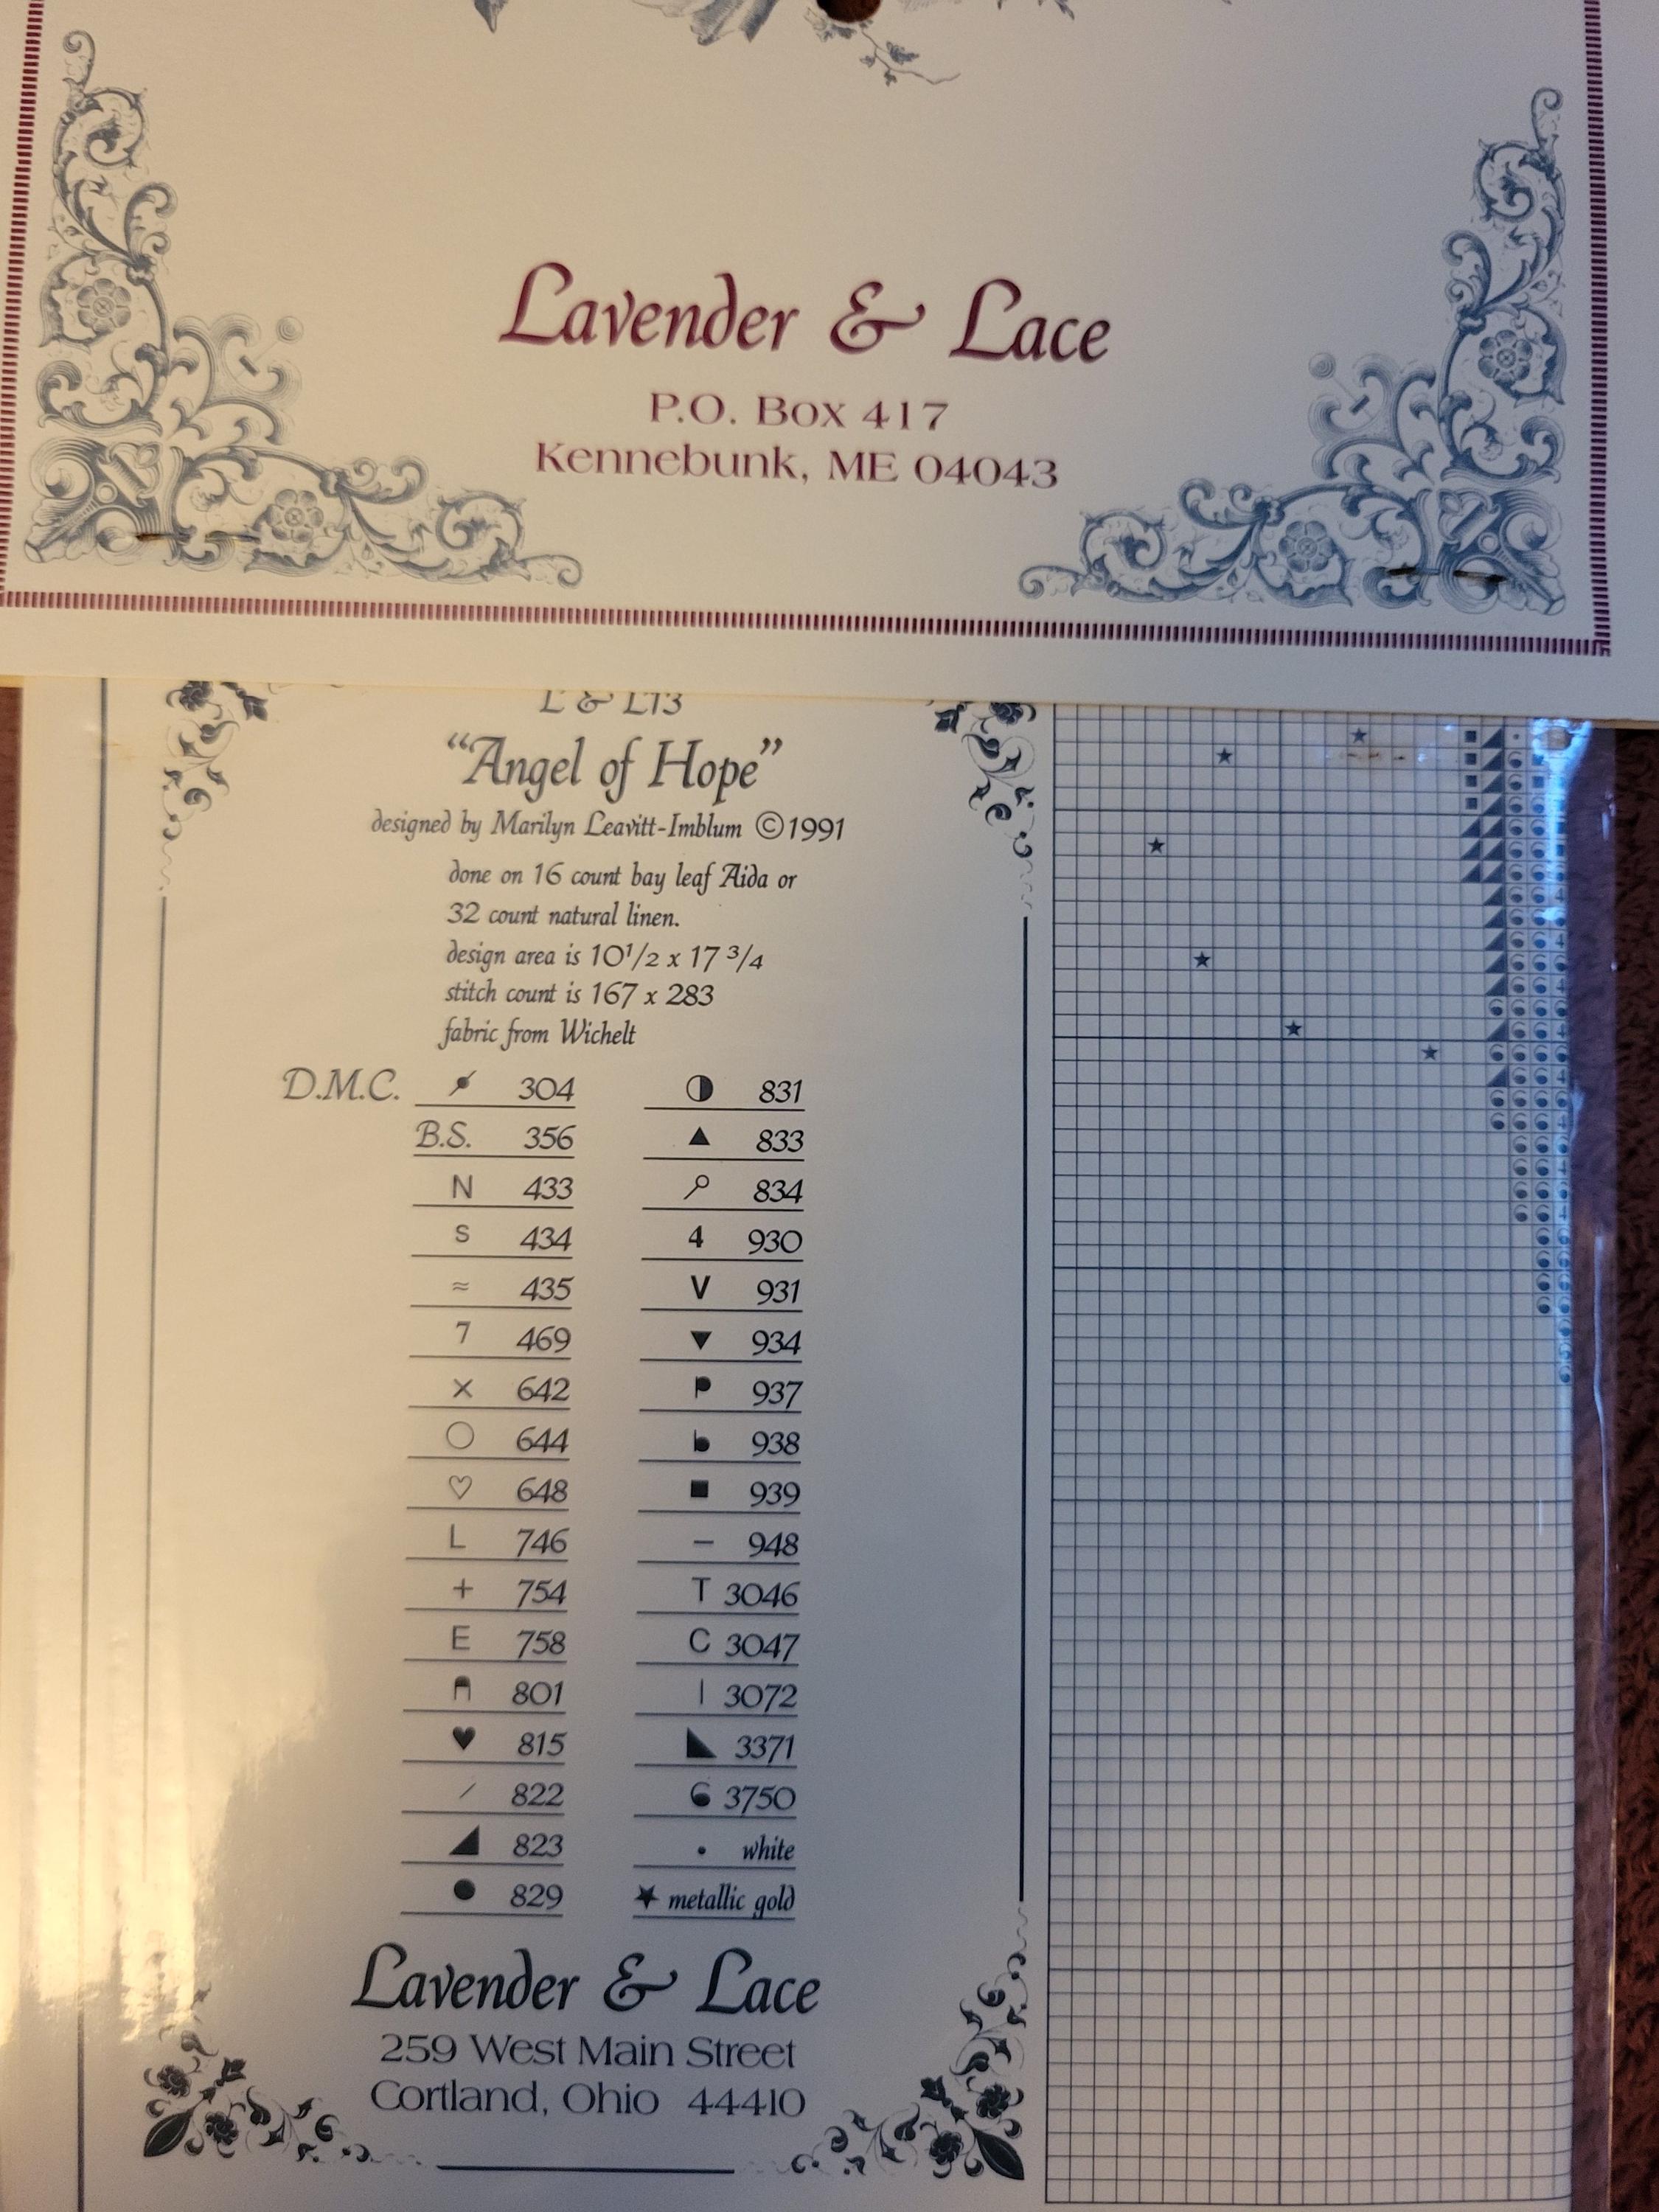 Lavender & Lace
P.O. Box 417
Kennebunk, ME 04043
L & L13
“Angel of Hope”
designed by Marilyn Leavitt-Imblum ©1991
done on 16 count bay leaf Aida or
32 count natural linen.
design area is 10 1/2 x 17 3/4
stitch count is 167 x 283
fabric from Wichelt
D.M.C. 304 ◑ 831
B.S. 356 ▲ 833
N 433 834
S 434 4 930
≈ 435 V 931
7 469 ▼ 934
× 642 937
○ 644 938
♡ 648 ■ 939
L 746 – 948
+ 754 T 3046
E 758 C 3047
801 | 3072
♥ 815 ◣ 3371
/ 822 3750
◢ 823 • white
● 829 ★ metallic gold
Lavender & Lace
259 West Main Street
Cortland, Ohio 44410